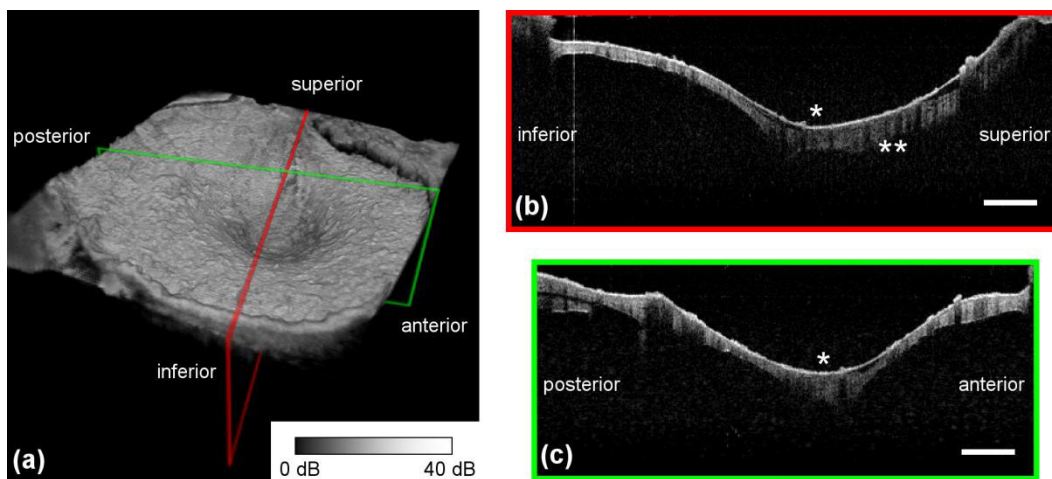 superior
posterior
anterior
inferior
0 dB 40 dB
(a)
*
**
inferior
superior
(b)
*
posterior
anterior
(c)